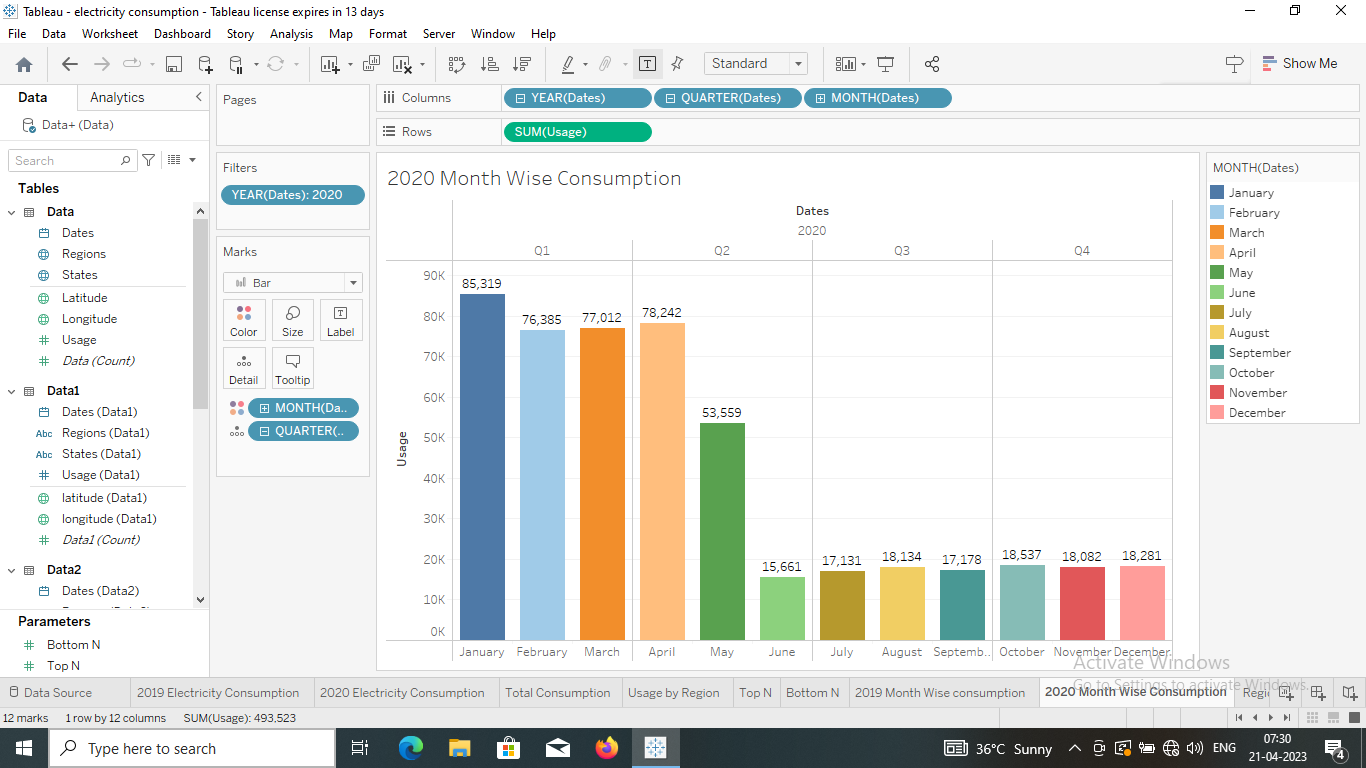 Tableau - electricity consumption - Tableau license expires in 13 days
File Data Worksheet Dashboard Story Analysis Map Format Server Window Help
Standard
Show Me
Data Analytics
Data+ (Data)
Search
Tables
Data
Dates
Regions
States
Latitude
Longitude
Usage
Data (Count)
Data1
Dates (Data1)
Abc Regions (Data1)
Abc States (Data1)
Usage (Data1)
latitude (Data1)
longitude (Data1)
Data1 (Count)
Data2
Dates (Data2)
Parameters
Bottom N
Top N
Pages
Filters
YEAR(Dates): 2020
Marks
Bar
Color Size Label
Detail Tooltip
MONTH(Da..
QUARTER(..
Columns YEAR(Dates) QUARTER(Dates) MONTH(Dates)
Rows SUM(Usage)
2020 Month Wise Consumption
Dates
2020
Q1 Q2 Q3 Q4
Usage
90K
80K
70K
60K
50K
40K
30K
20K
10K
0K
85,319
76,385
77,012
78,242
53,559
15,661
17,131
18,134
17,178
18,537
18,082
18,281
January February March April May June July August Septemb.. October November December
MONTH(Dates)
January
February
March
April
May
June
July
August
September
October
November
December
Activate Windows
Go to Settings to activate Windows.
Data Source 2019 Electricity Consumption 2020 Electricity Consumption Total Consumption Usage by Region Top N Bottom N 2019 Month Wise consumption 2020 Month Wise Consumption Regi
12 marks 1 row by 12 columns SUM(Usage): 493,523
Type here to search
36°C Sunny
ENG
07:30
21-04-2023
4